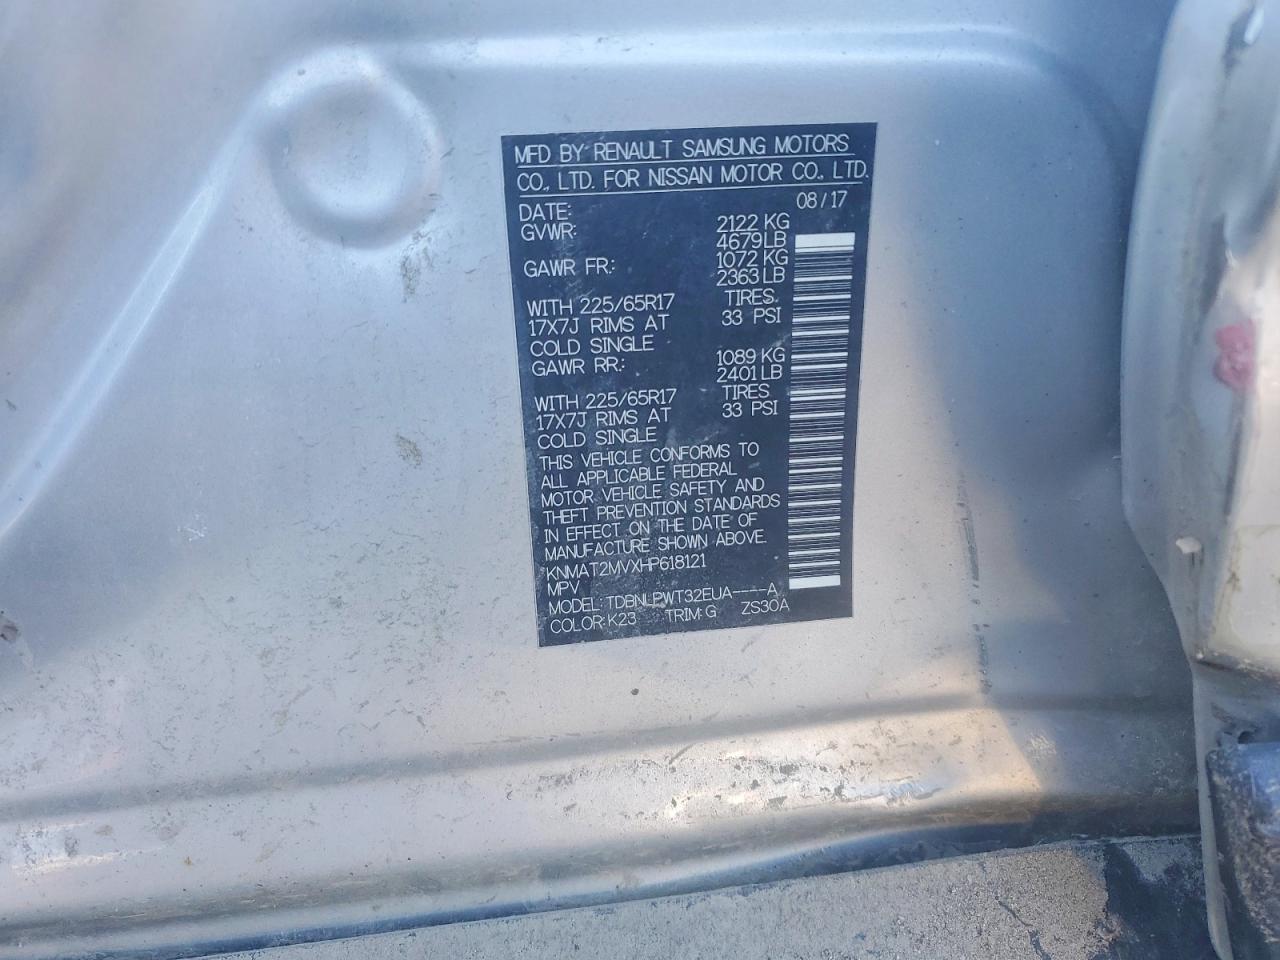 MFD BY RENAULT SAMSUNG MOTORS
CO., LTD. FOR NISSAN MOTOR CO., LTD.
DATE: 08/17
GVWR: 2122 KG
4679LB
GAWR FR: 1072 KG
2363LB
WITH 225/65R17 TIRES.
17X7J RIMS AT 33 PSI
COLD SINGLE
GAWR RR: 1089 KG
2401LB
WITH 225/65R17 TIRES
17X7J RIMS AT 33 PSI
COLD SINGLE
THIS VEHICLE CONFORMS TO
ALL APPLICABLE FEDERAL
MOTOR VEHICLE SAFETY AND
THEFT PREVENTION STANDARDS
IN EFFECT ON THE DATE OF
MANUFACTURE SHOWN ABOVE.
KNMAT2MVXHP618121
MPV
MODEL: TDBNLPWT32EUA----A
COLOR: K23 TRIM: G ZS30A